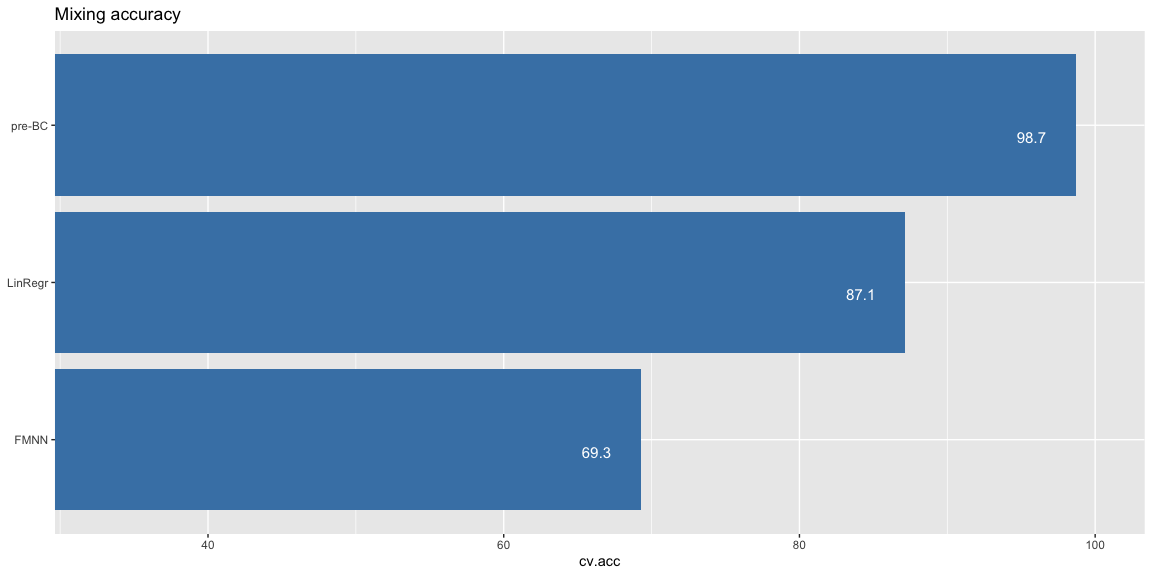 Mixing accuracy
pre-BC
98.7
LinRegr
87.1
FMNN
69.3
40 60 80 100
cv.acc